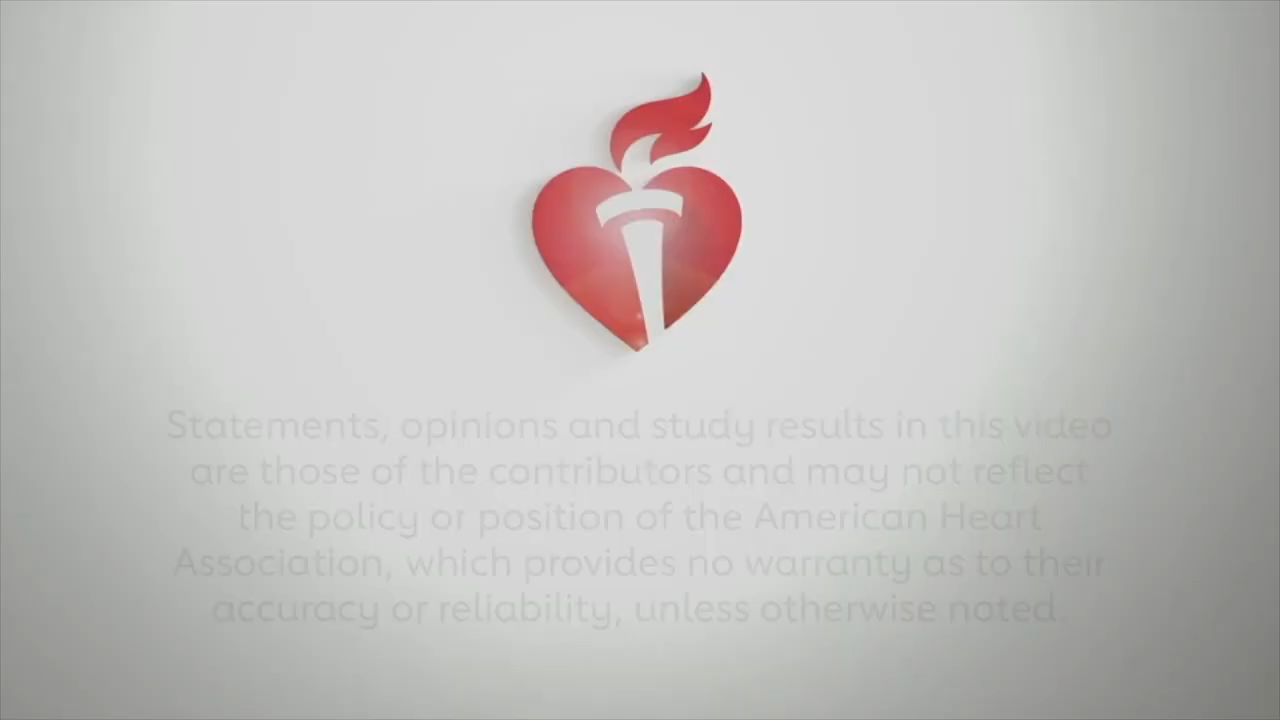 Statements, opinions and study results in this video
are those of the contributors and may not reflect
the policy or position of the American Heart
Association, which provides no warranty as to their
accuracy or reliability, unless otherwise noted.